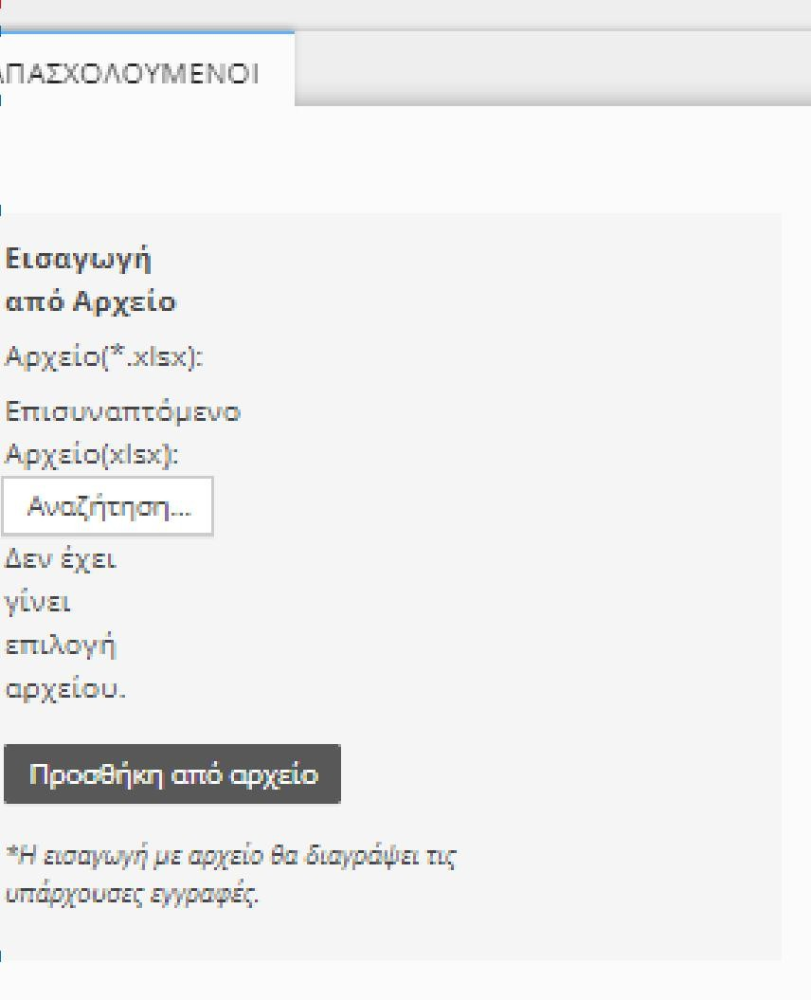 ΑΠΑΣΧΟΛΟΥΜΕΝΟΙ
Εισαγωγή
από Αρχείο
Αρχείο(*.xlsx):
Επισυναπτόμενο
Αρχείο(xlsx):
Αναζήτηση...
Δεν έχει
γίνει
επιλογή
αρχείου.
Προσθήκη από αρχείο
*Η εισαγωγή με αρχείο θα διαγράψει τις
υπάρχουσες εγγραφές.